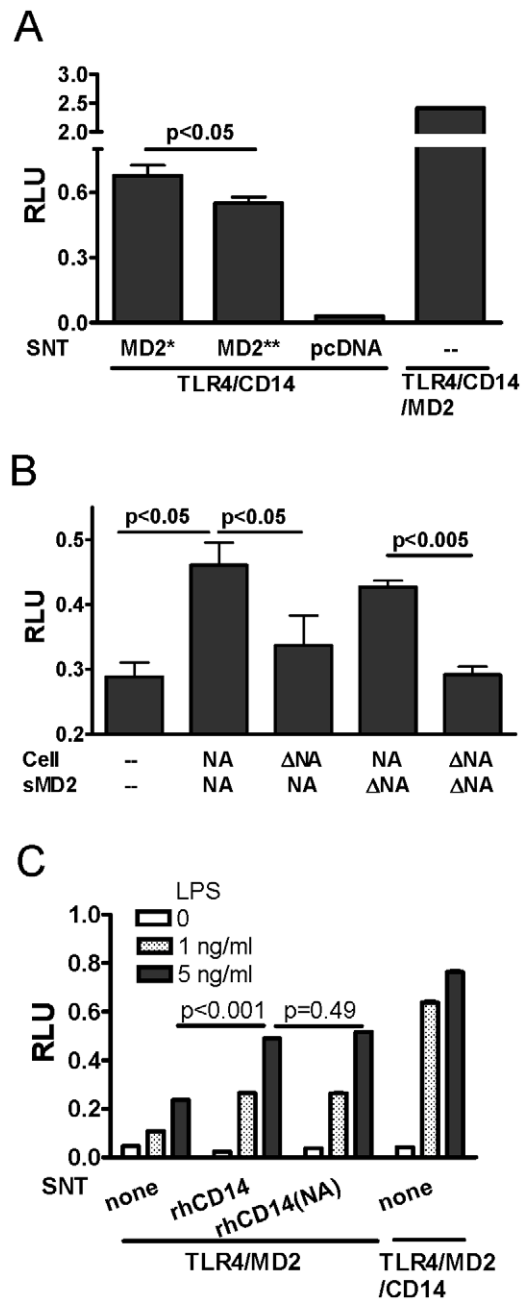 A
3.0
2.5
2.0
p<0.05
0.6
RLU
0.3
0.0
SNT MD2* MD2** pcDNA --
TLR4/CD14 TLR4/CD14
/MD2
B
p<0.05 p<0.05 p<0.005
0.5
0.4
RLU
0.3
0.2
Cell -- NA ΔNA NA ΔNA
sMD2 -- NA NA ΔNA ΔNA
C
LPS
1.0
0
1 ng/ml
0.8
5 ng/ml
p<0.001 p=0.49
0.6
RLU
0.4
0.2
0.0
SNT none rhCD14 rhCD14(NA) none
TLR4/MD2 TLR4/MD2
/CD14